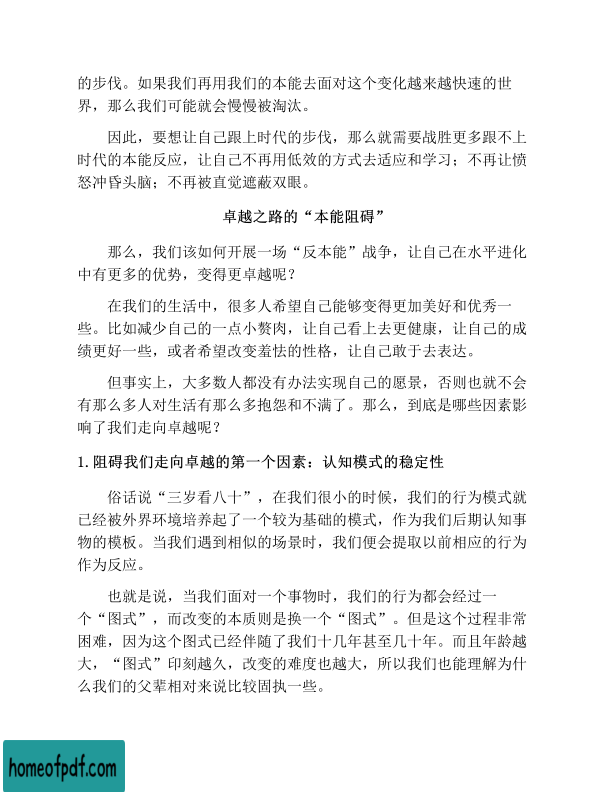 的步伐。如果我们再用我们的本能去面对这个变化越来越快速的世
界，那么我们可能就会慢慢被淘汰。
因此，要想让自己跟上时代的步伐，那么就需要战胜更多跟不上
时代的本能反应，让自己不再用低效的方式去适应和学习；不再让愤
怒冲昏头脑；不再被直觉遮蔽双眼。
卓越之路的“本能阻碍”
那么，我们该如何开展一场“反本能”战争，让自己在水平进化
中有更多的优势，变得更卓越呢？
在我们的生活中，很多人希望自己能够变得更加美好和优秀一
些。比如减少自己的一点小赘肉，让自己看上去更健康，让自己的成
绩更好一些，或者希望改变羞怯的性格，让自己敢于去表达。
但事实上，大多数人都没有办法实现自己的愿景，否则也就不会
有那么多人对生活有那么多抱怨和不满了。那么，到底是哪些因素影
响了我们走向卓越呢？
1.阻碍我们走向卓越的第一个因素：认知模式的稳定性
俗话说“三岁看八十”，在我们很小的时候，我们的行为模式就
已经被外界环境培养起了一个较为基础的模式，作为我们后期认知事
物的模板。当我们遇到相似的场景时，我们便会提取以前相应的行为
作为反应。
也就是说，当我们面对一个事物时，我们的行为都会经过一
个“图式”，而改变的本质则是换一个“图式”。但是这个过程非常
困难，因为这个图式已经伴随了我们十几年甚至几十年。而且年龄越
大，“图式”印刻越久，改变的难度也越大，所以我们也能理解为什
么我们的父辈相对来说比较固执一些。
homeofpdf.com